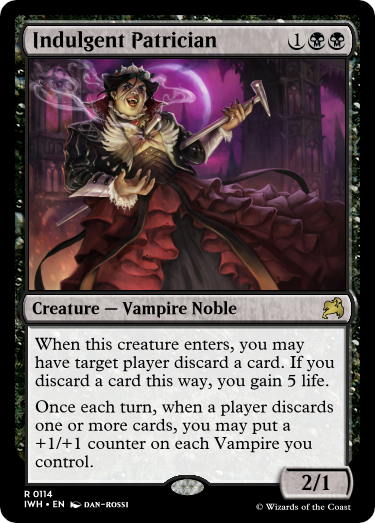 Indulgent Patrician 1
Creature — Vampire Noble
When this creature enters, you may
have target player discard a card. If you
discard a card this way, you gain 5 life.
Once each turn, when a player discards
one or more cards, you may put a
+1/+1 counter on each Vampire you
control.
2/1
R 0114
IWH • EN DAN-ROSSI
© Wizards of the Coast